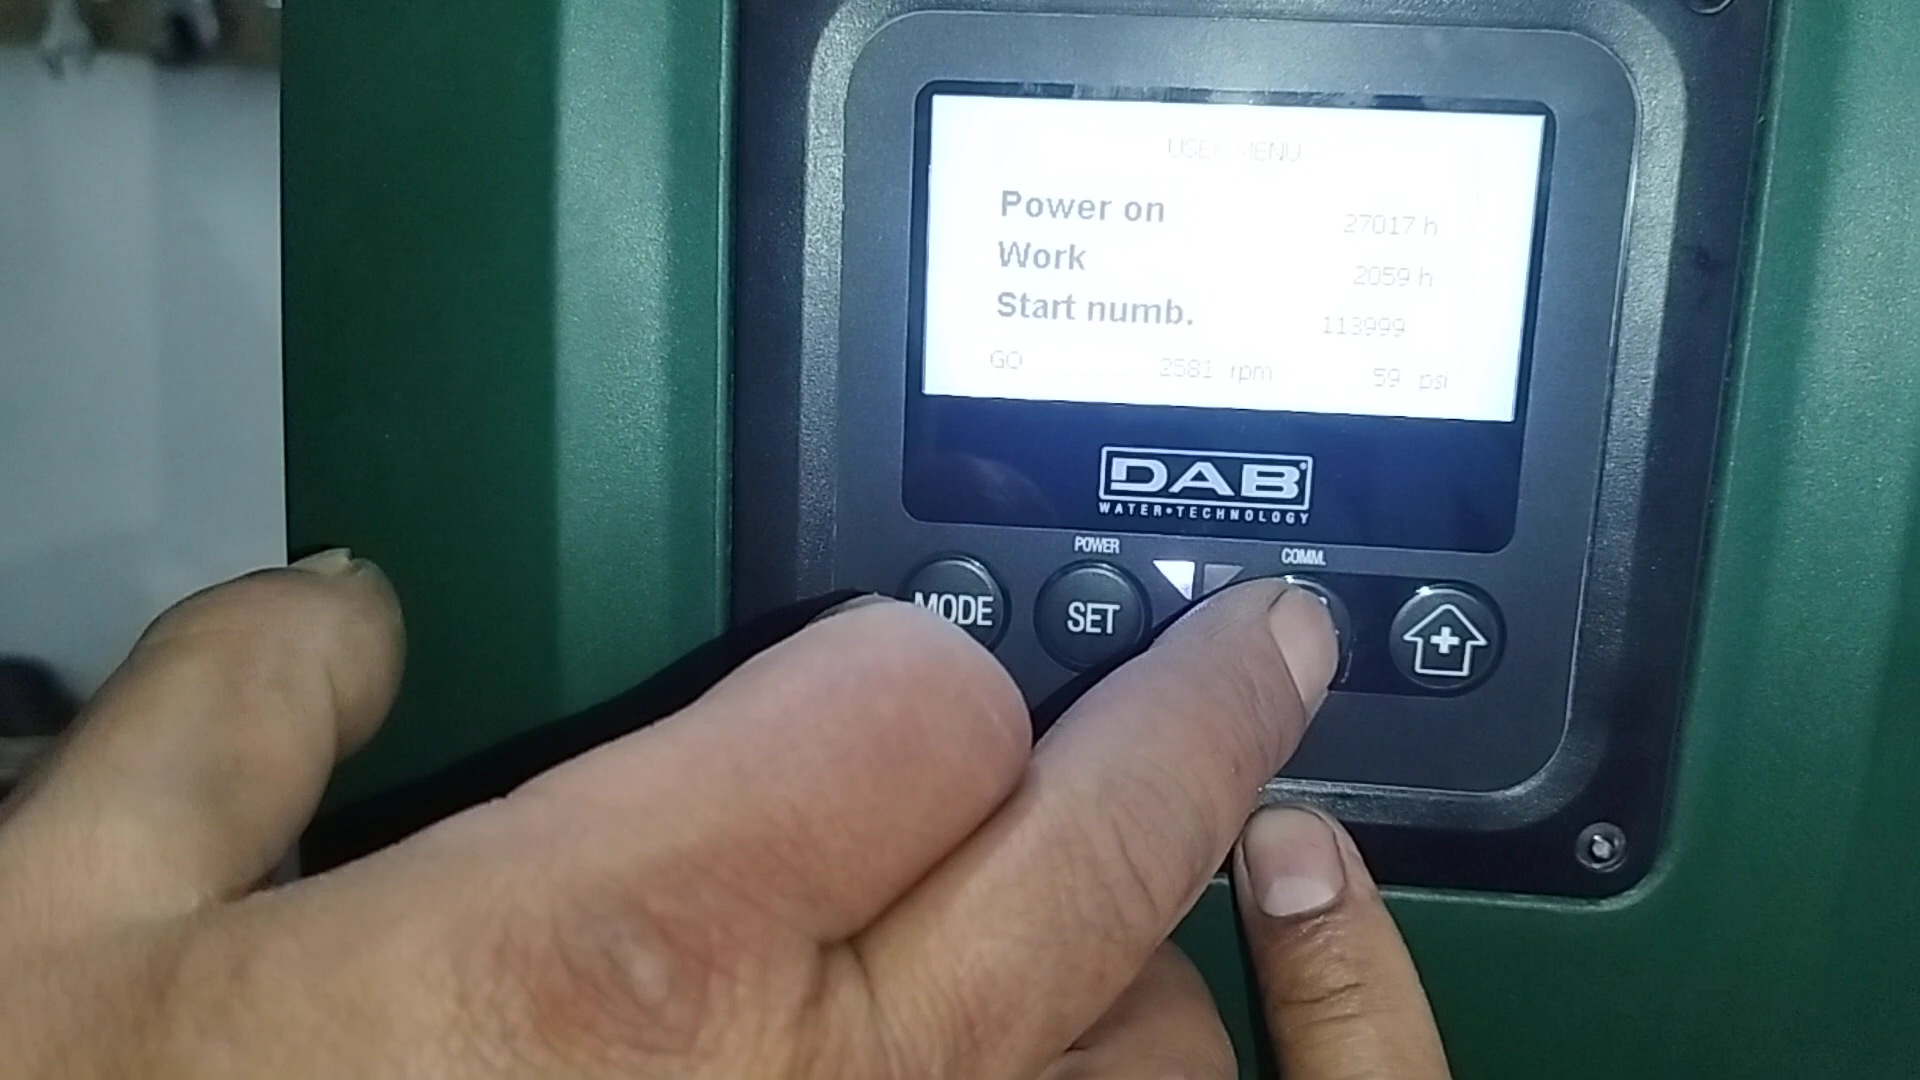 USER MENU
Power on 27017 h
Work 2059 h
Start numb. 113999
GO 2581 rpm 59 psi
DAB
WATER•TECHNOLOGY
POWER COMM.
MODE SET +